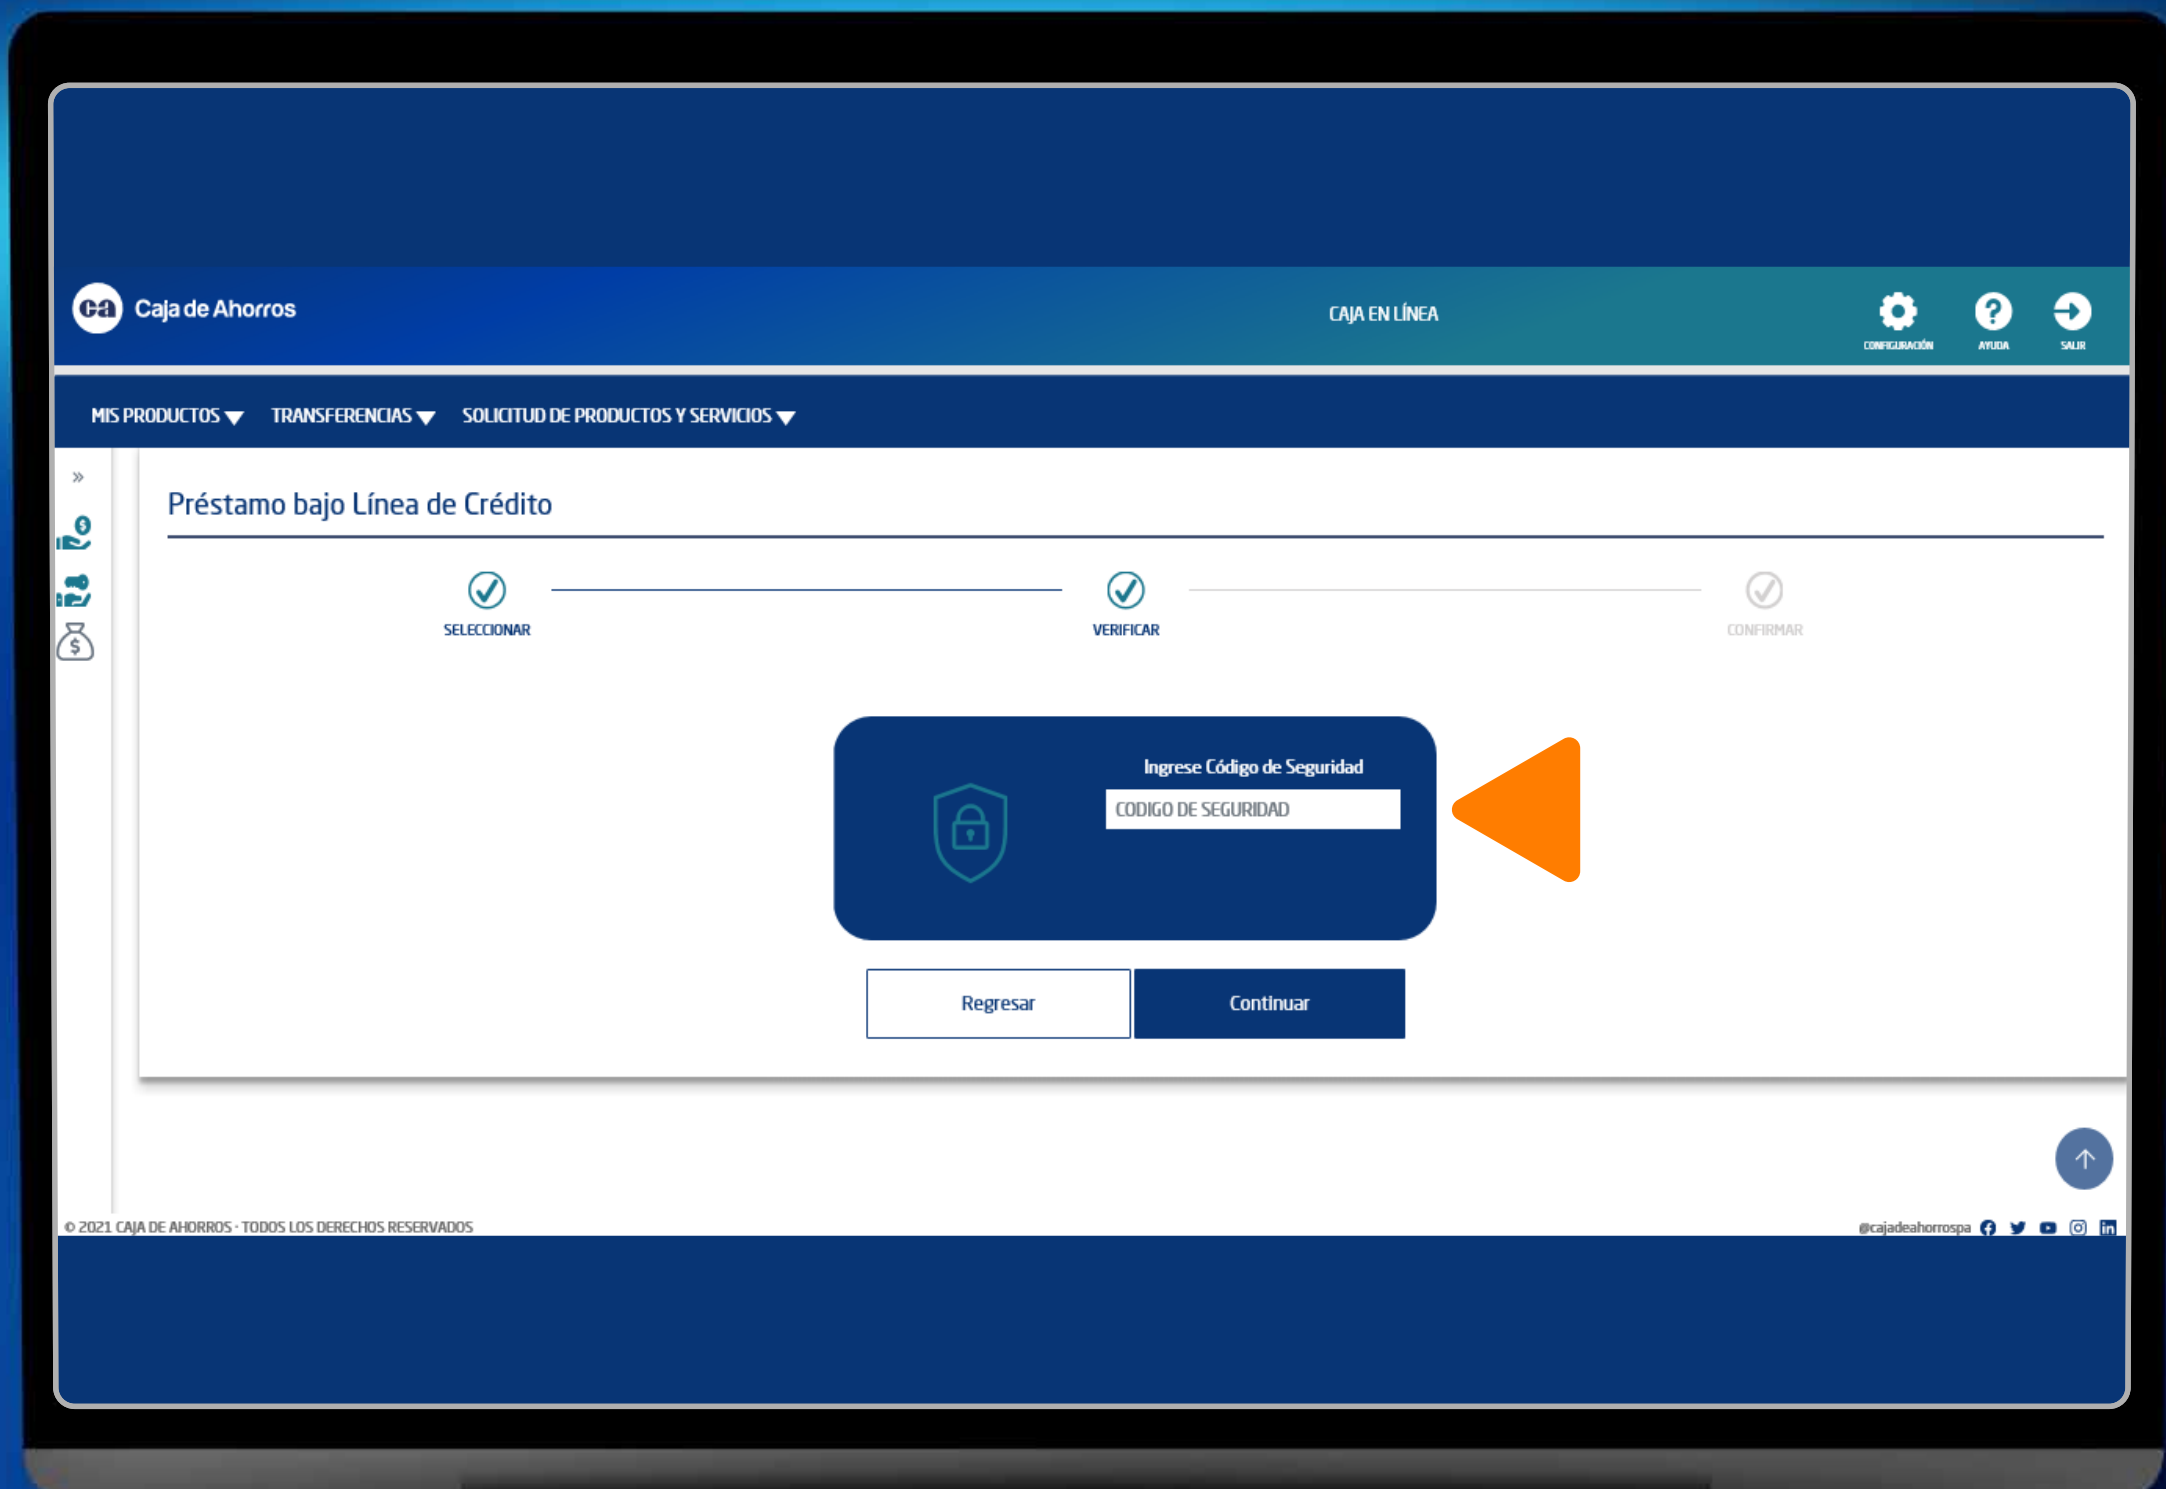 ca Caja de Ahorros
CAJA EN LÍNEA
CONFIGURACIÓN
AYUDA
SALIR
MIS PRODUCTOS
TRANSFERENCIAS
SOLICITUD DE PRODUCTOS Y SERVICIOS
Préstamo bajo Línea de Crédito
SELECCIONAR
VERIFICAR
CONFIRMAR
Ingrese Código de Seguridad
CODIGO DE SEGURIDAD
Regresar
Continuar
© 2021 CAJA DE AHORROS · TODOS LOS DERECHOS RESERVADOS
@cajadeahorrospa